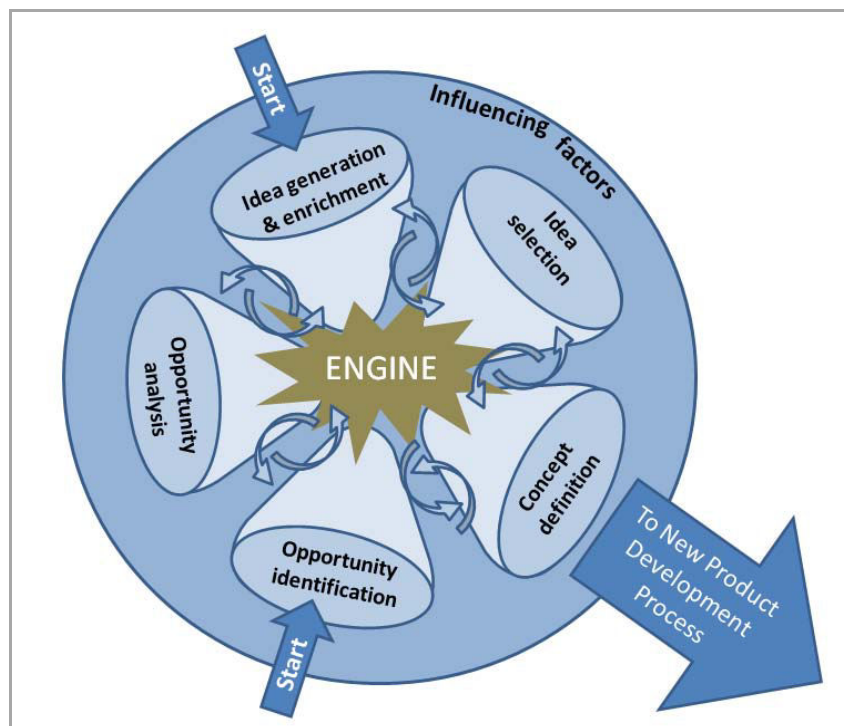 Start
Influencing factors
Idea generation
& enrichment
Idea
selection
Opportunity
analysis
ENGINE
Concept
definition
Opportunity
identification
To New Product
Development
Process
Start